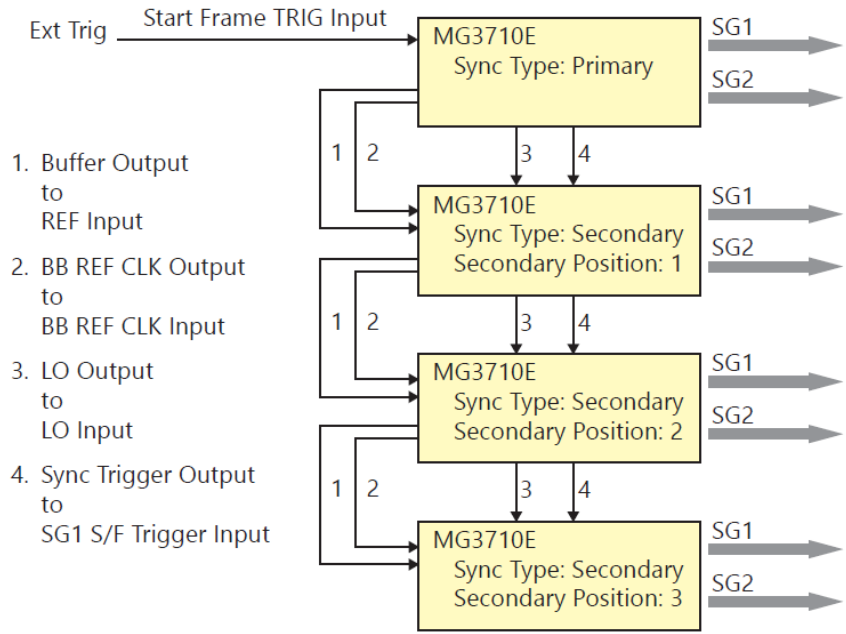 Ext Trig
Start Frame TRIG Input
MG3710E
Sync Type: Primary
SG1
SG2
1
2
3
4
1. Buffer Output
to
REF Input
2. BB REF CLK Output
to
BB REF CLK Input
3. LO Output
to
LO Input
4. Sync Trigger Output
to
SG1 S/F Trigger Input
MG3710E
Sync Type: Secondary
Secondary Position: 1
SG1
SG2
1
2
3
4
MG3710E
Sync Type: Secondary
Secondary Position: 2
SG1
SG2
1
2
3
4
MG3710E
Sync Type: Secondary
Secondary Position: 3
SG1
SG2